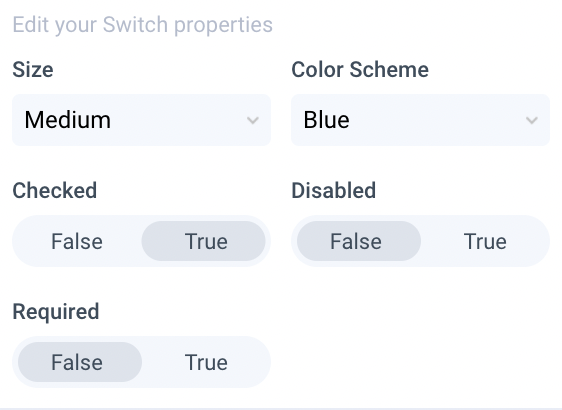 Edit your Switch properties
Size
Color Scheme
Medium
Blue
Checked
Disabled
False True
False True
Required
False True